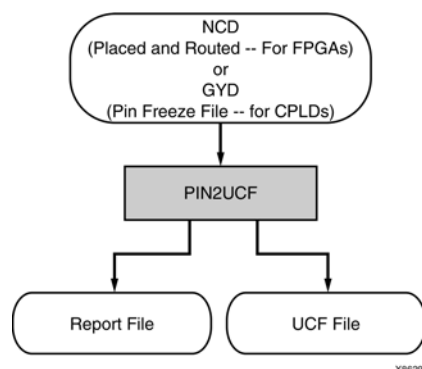 NCD
(Placed and Routed -- For FPGAs)
or
GYD
(Pin Freeze File -- for CPLDs)
PIN2UCF
Report File
UCF File